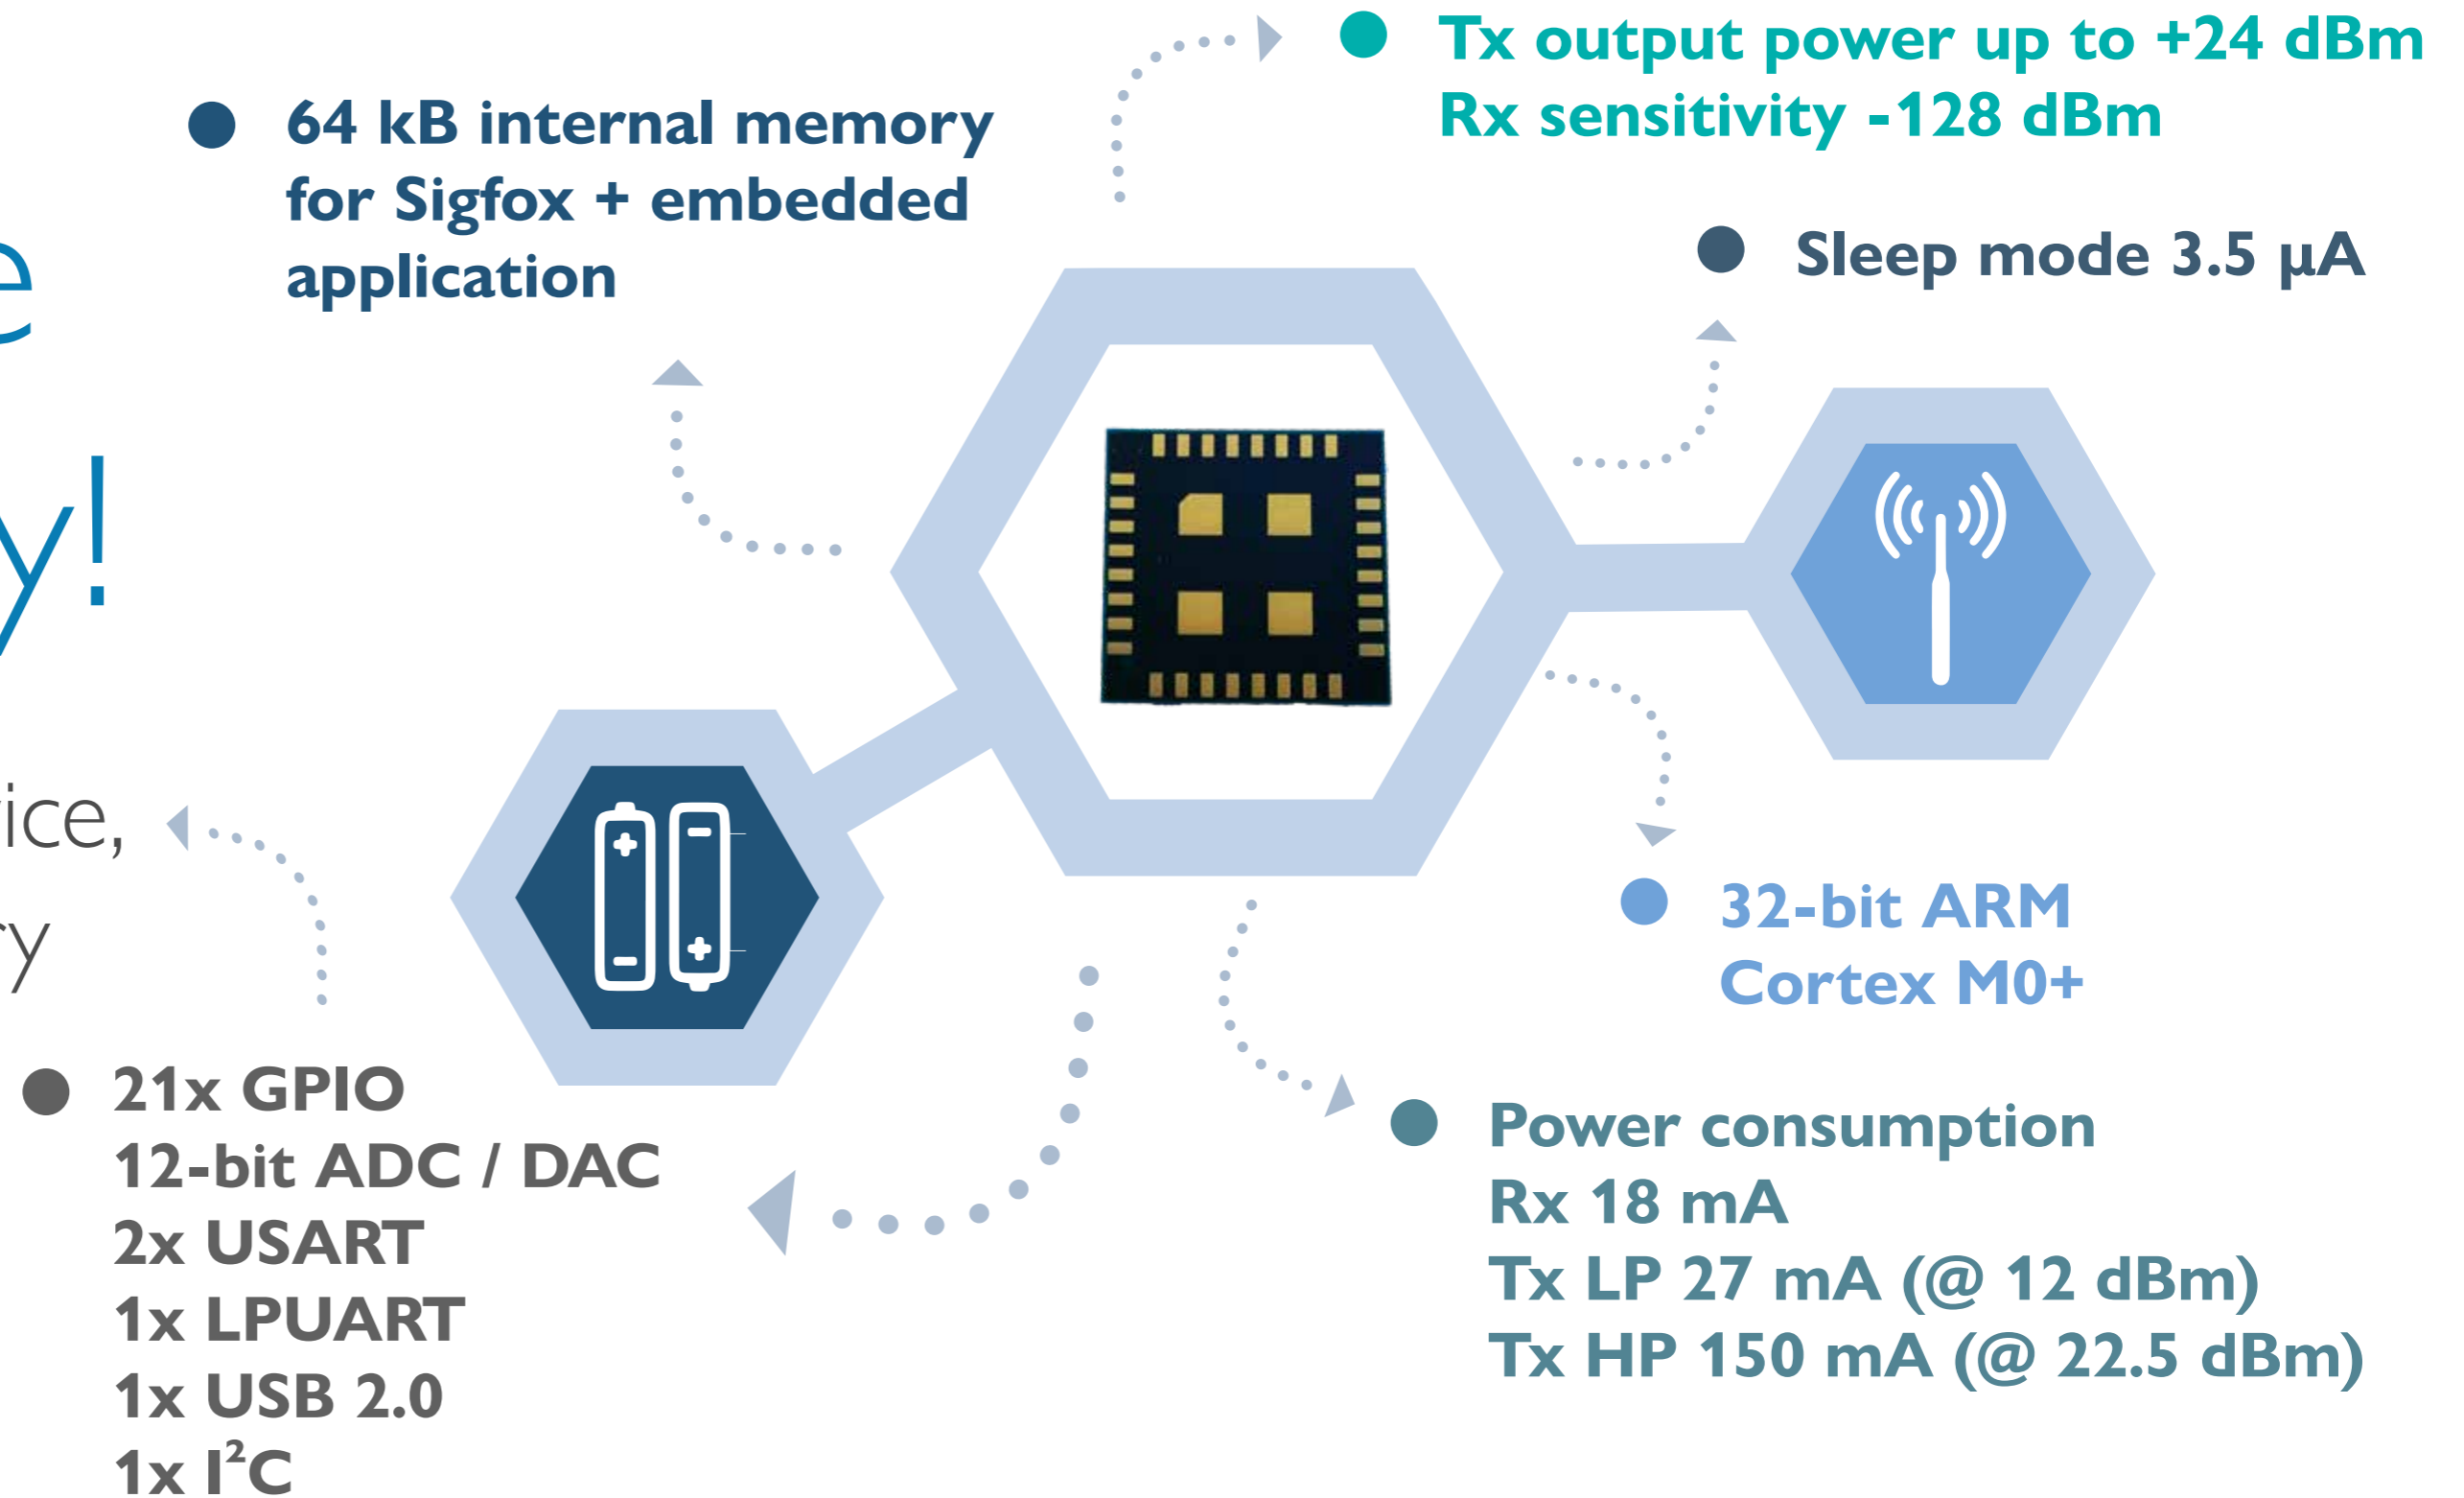 Tx output power up to +24 dBm
Rx sensitivity -128 dBm
64 kB internal memory
for Sigfox + embedded
application
Sleep mode 3.5 µA
32-bit ARM
Cortex M0+
21x GPIO
12-bit ADC / DAC
2x USART
1x LPUART
1x USB 2.0
1x I²C
Power consumption
Rx 18 mA
Tx LP 27 mA (@ 12 dBm)
Tx HP 150 mA (@ 22.5 dBm)